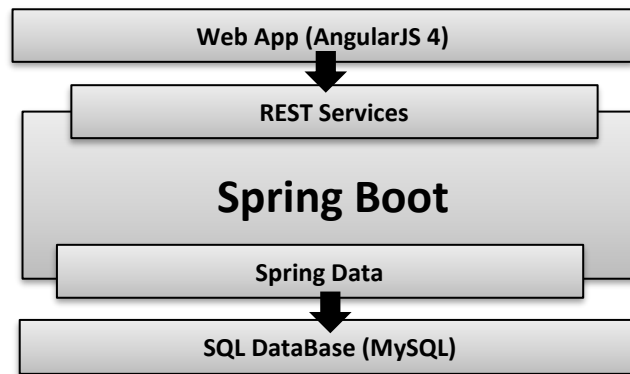 Web App (AngularJS 4)
REST Services
Spring Boot
Spring Data
SQL DataBase (MySQL)